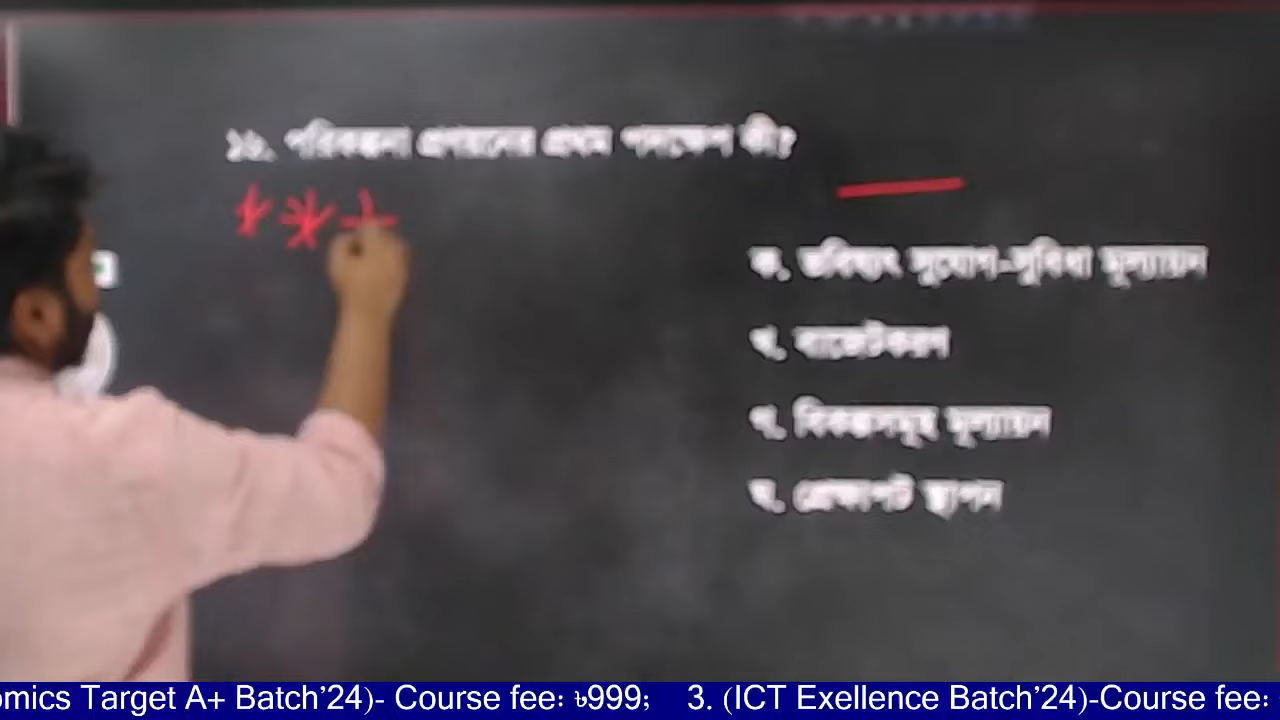 ১৬. পরিকল্পনা প্রণয়নের প্রথম পদক্ষেপ কী?
ক. ভবিষ্যৎ সুযোগ-সুবিধা মূল্যায়ন
খ. বাজেটকরণ
গ. বিকল্পসমূহ মূল্যায়ন
ঘ. প্রেক্ষাপট স্থাপন
omics Target A+ Batch’24)- Course fee: ৳999; 3. (ICT Exellence Batch’24)-Course fee: